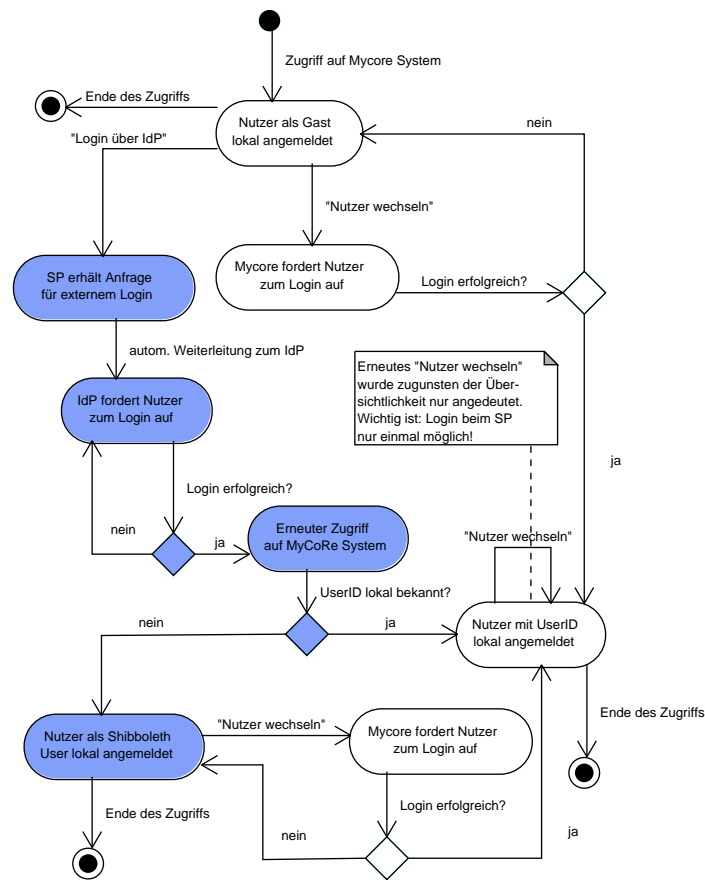 Zugriff auf Mycore System
Ende des Zugriffs
Nutzer als Gast
lokal angemeldet
nein
"Login über IdP"
"Nutzer wechseln"
SP erhält Anfrage
für externem Login
Mycore fordert Nutzer
zum Login auf
Login erfolgreich?
autom. Weiterleitung zum IdP
Erneutes "Nutzer wechseln"
wurde zugunsten der Über-
sichtlichkeit nur angedeutet.
Wichtig ist: Login beim SP
nur einmal möglich!
IdP fordert Nutzer
zum Login auf
ja
Login erfolgreich?
nein
ja
Erneuter Zugriff
auf MyCoRe System
"Nutzer wechseln"
UserID lokal bekannt?
nein
ja
Nutzer mit UserID
lokal angemeldet
Ende des Zugriffs
Nutzer als Shibboleth
User lokal angemeldet
"Nutzer wechseln"
Mycore fordert Nutzer
zum Login auf
Ende des Zugriffs
Login erfolgreich?
nein
ja